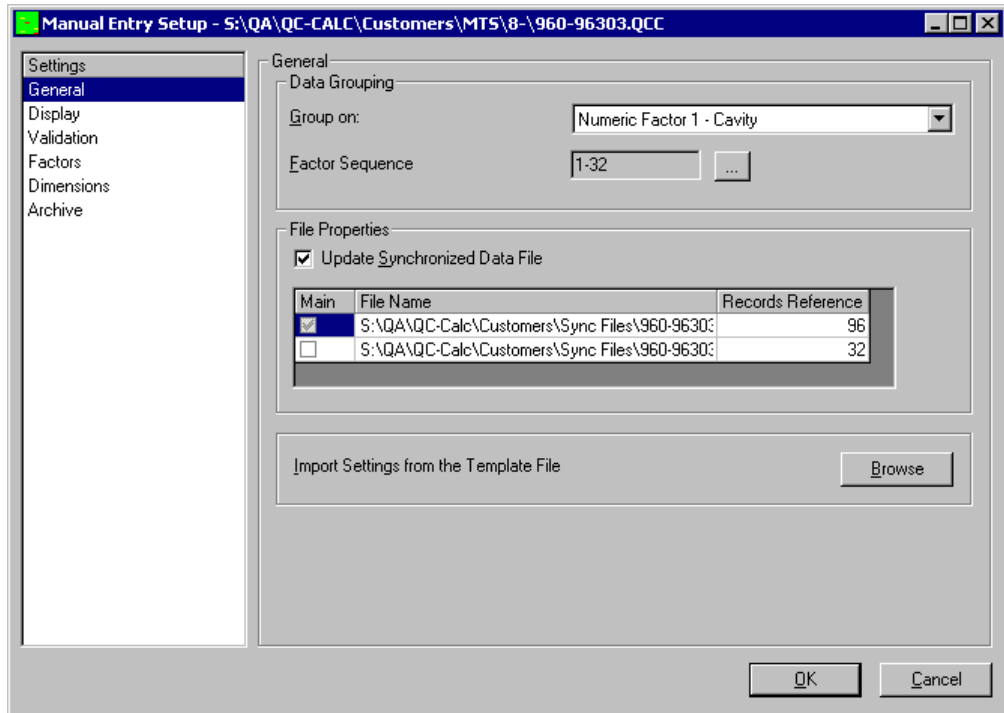 Manual Entry Setup - S:\QA\QC-CALC\Customers\MTS\8-\960-96303.QCC
Settings
General
Display
Validation
Factors
Dimensions
Archive
General
Data Grouping
Group on: Numeric Factor 1 - Cavity
Factor Sequence 1-32 ...
File Properties
Update Synchronized Data File
Main File Name Records Reference
S:\QA\QC-Calc\Customers\Sync Files\960-96303 96
S:\QA\QC-Calc\Customers\Sync Files\960-96303 32
Import Settings from the Template File Browse
OK Cancel